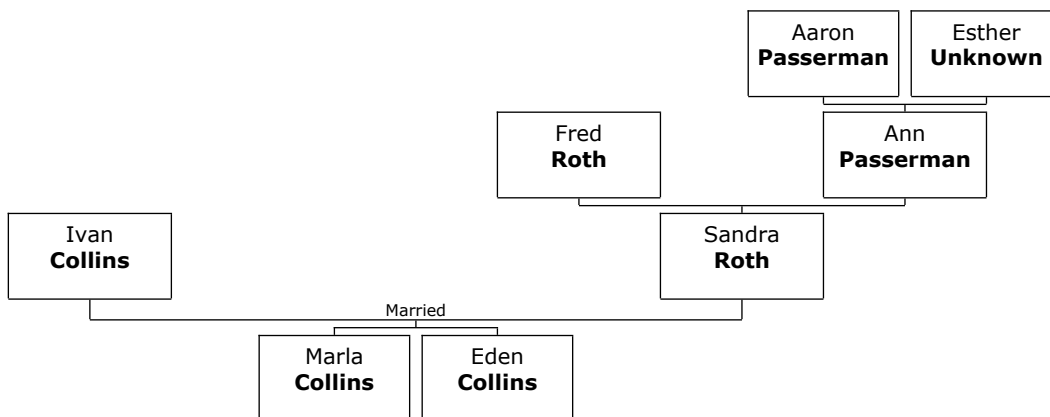 Aaron
Passerman
Esther
Unknown
Fred
Roth
Ann
Passerman
Ivan
Collins
Sandra
Roth
Married
Marla
Collins
Eden
Collins